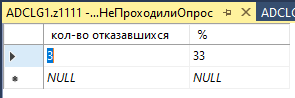 ADCLG1.z1111 -...НеПроходилиОпрос ADCLG
кол-во отказавшихся %
3 33
NULL NULL